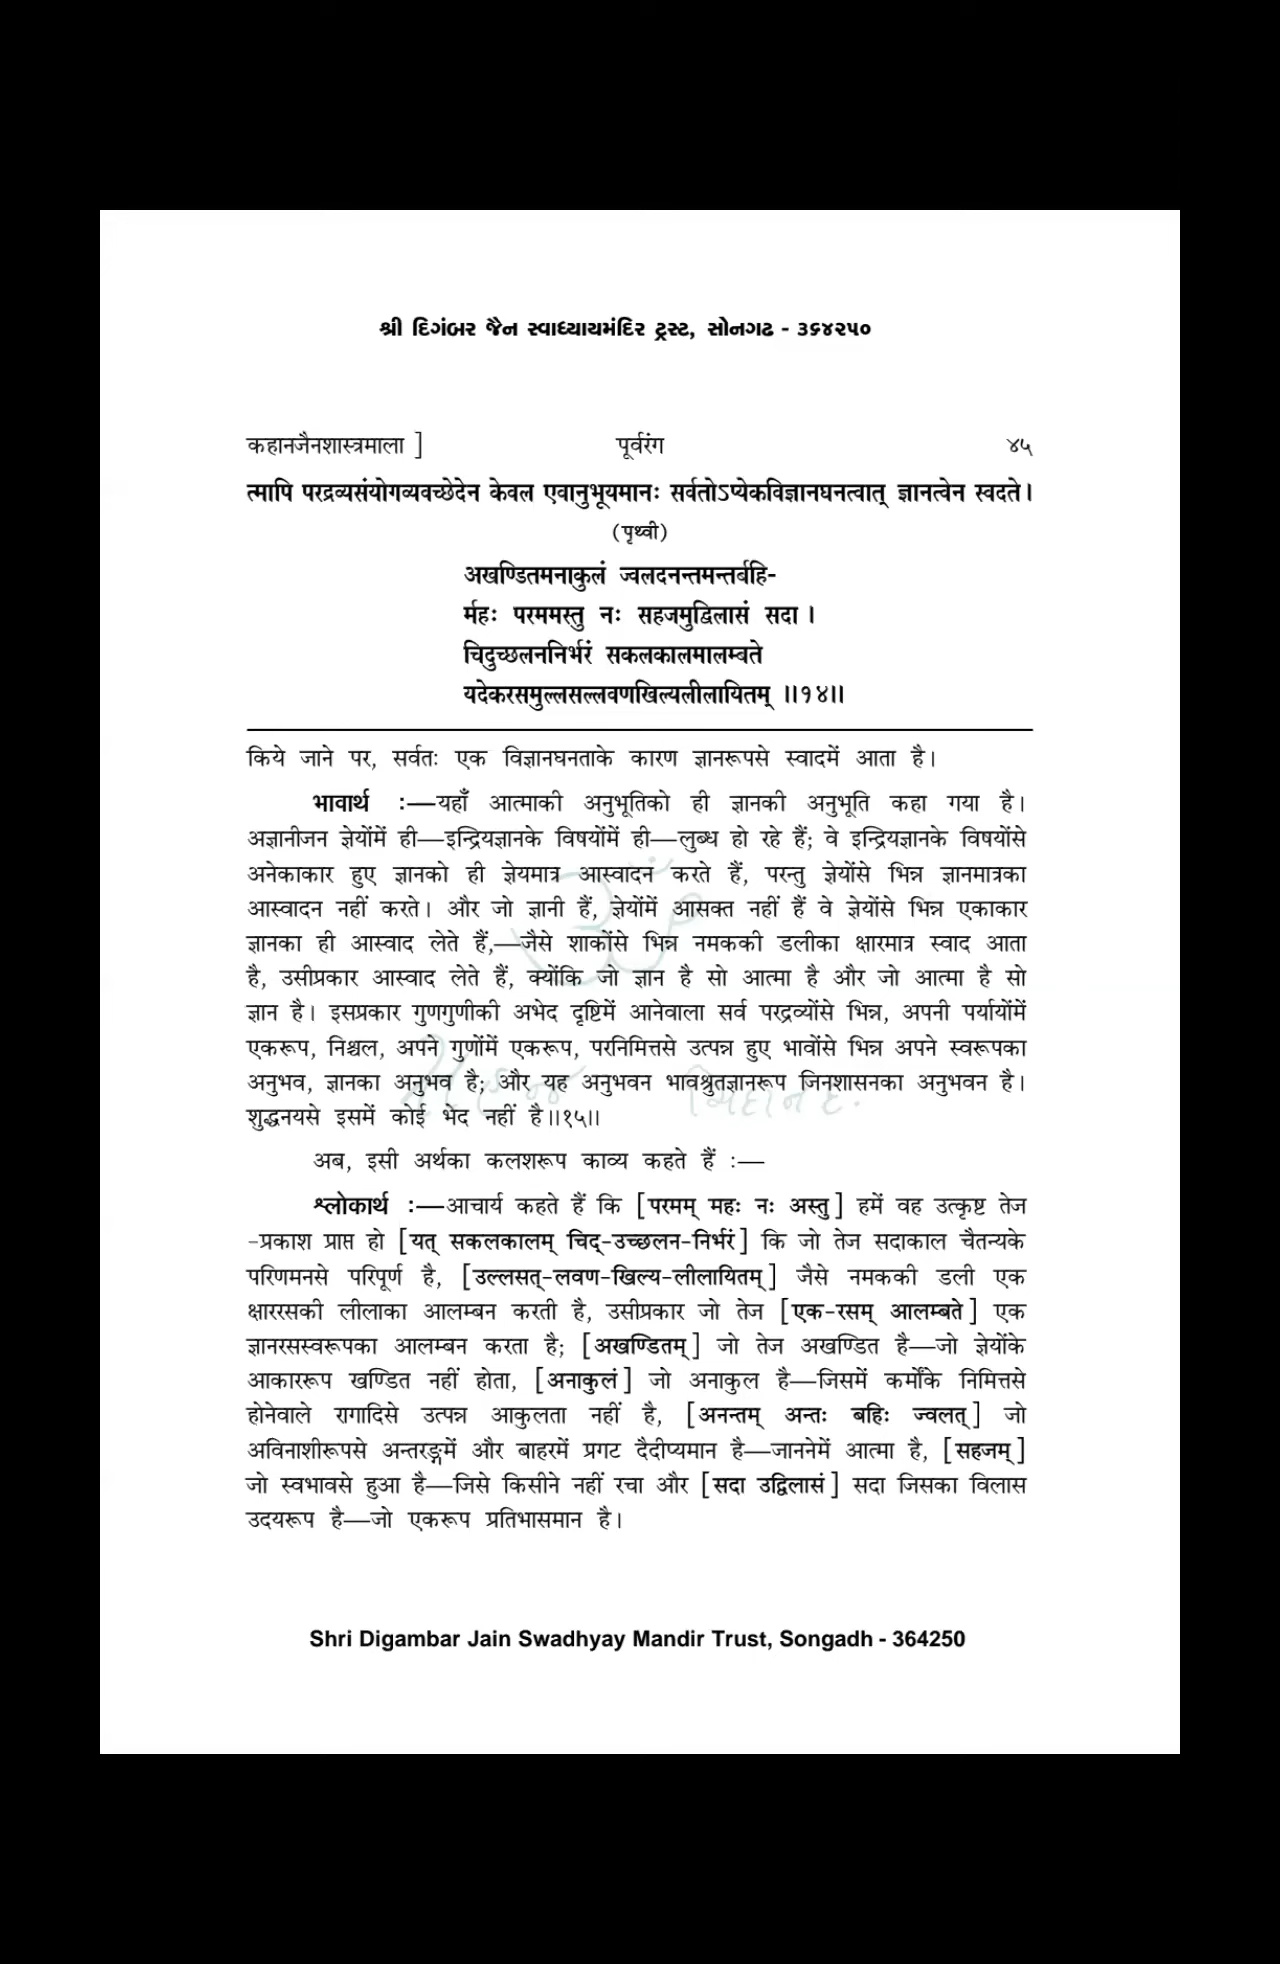 શ્રી દિગંબર જૈન સ્વાધ્યાયમંદિર ટ્રસ્ટ, સોનગઢ - ૩૬૪૨૫૦
कहानजैनशास्त्रमाला ] पूर्वरंग ४५
त्मापि परद्रव्यसंयोगव्यवच्छेदेन केवल एवानुभूयमानः सर्वतोऽप्येकविज्ञानघनत्वात् ज्ञानत्वेन स्वदते।
(पृथ्वी)
अखण्डितमनाकुलं ज्वलदनन्तमन्तर्बहि-
र्महः परममस्तु नः सहजमुद्विलासं सदा ।
चिदुच्छलननिर्भरं सकलकालमालम्बते
यदेकरसमुल्लसल्लवणखिल्यलीलायितम् ।।१४।।
किये जाने पर, सर्वतः एक विज्ञानघनताके कारण ज्ञानरूपसे स्वादमें आता है।
भावार्थ :—यहाँ आत्माकी अनुभूतिको ही ज्ञानकी अनुभूति कहा गया है।
अज्ञानीजन ज्ञेयोंमें ही—इन्द्रियज्ञानके विषयोंमें ही—लुब्ध हो रहे हैं; वे इन्द्रियज्ञानके विषयोंसे
अनेकाकार हुए ज्ञानको ही ज्ञेयमात्र आस्वादन करते हैं, परन्तु ज्ञेयोंसे भिन्न ज्ञानमात्रका
आस्वादन नहीं करते। और जो ज्ञानी हैं, ज्ञेयोंमें आसक्त नहीं हैं वे ज्ञेयोंसे भिन्न एकाकार
ज्ञानका ही आस्वाद लेते हैं,—जैसे शाकोंसे भिन्न नमककी डलीका क्षारमात्र स्वाद आता
है, उसीप्रकार आस्वाद लेते हैं, क्योंकि जो ज्ञान है सो आत्मा है और जो आत्मा है सो
ज्ञान है। इसप्रकार गुणगुणीकी अभेद दृष्टिमें आनेवाला सर्व परद्रव्योंसे भिन्न, अपनी पर्यायोंमें
एकरूप, निश्चल, अपने गुणोंमें एकरूप, परनिमित्तसे उत्पन्न हुए भावोंसे भिन्न अपने स्वरूपका
अनुभव, ज्ञानका अनुभव है; और यह अनुभवन भावश्रुतज्ञानरूप जिनशासनका अनुभवन है।
शुद्धनयसे इसमें कोई भेद नहीं है।।१५।।
अब, इसी अर्थका कलशरूप काव्य कहते हैं :—
श्लोकार्थ :—आचार्य कहते हैं कि [परमम् महः नः अस्तु] हमें वह उत्कृष्ट तेज
-प्रकाश प्राप्त हो [यत् सकलकालम् चिद्-उच्छलन-निर्भरं] कि जो तेज सदाकाल चैतन्यके
परिणमनसे परिपूर्ण है, [उल्लसत्-लवण-खिल्य-लीलायितम्] जैसे नमककी डली एक
क्षाररसकी लीलाका आलम्बन करती है, उसीप्रकार जो तेज [एक-रसम् आलम्बते] एक
ज्ञानरसस्वरूपका आलम्बन करता है; [अखण्डितम्] जो तेज अखण्डित है—जो ज्ञेयोंके
आकाररूप खण्डित नहीं होता, [अनाकुलं] जो अनाकुल है—जिसमें कर्मोंके निमित्तसे
होनेवाले रागादिसे उत्पन्न आकुलता नहीं है, [अनन्तम् अन्तः बहिः ज्वलत्] जो
अविनाशीरूपसे अन्तरङ्गमें और बाहरमें प्रगट दैदीप्यमान है—जाननेमें आत्मा है, [सहजम्]
जो स्वभावसे हुआ है—जिसे किसीने नहीं रचा और [सदा उद्विलासं] सदा जिसका विलास
उदयरूप है—जो एकरूप प्रतिभासमान है।
Shri Digambar Jain Swadhyay Mandir Trust, Songadh - 364250